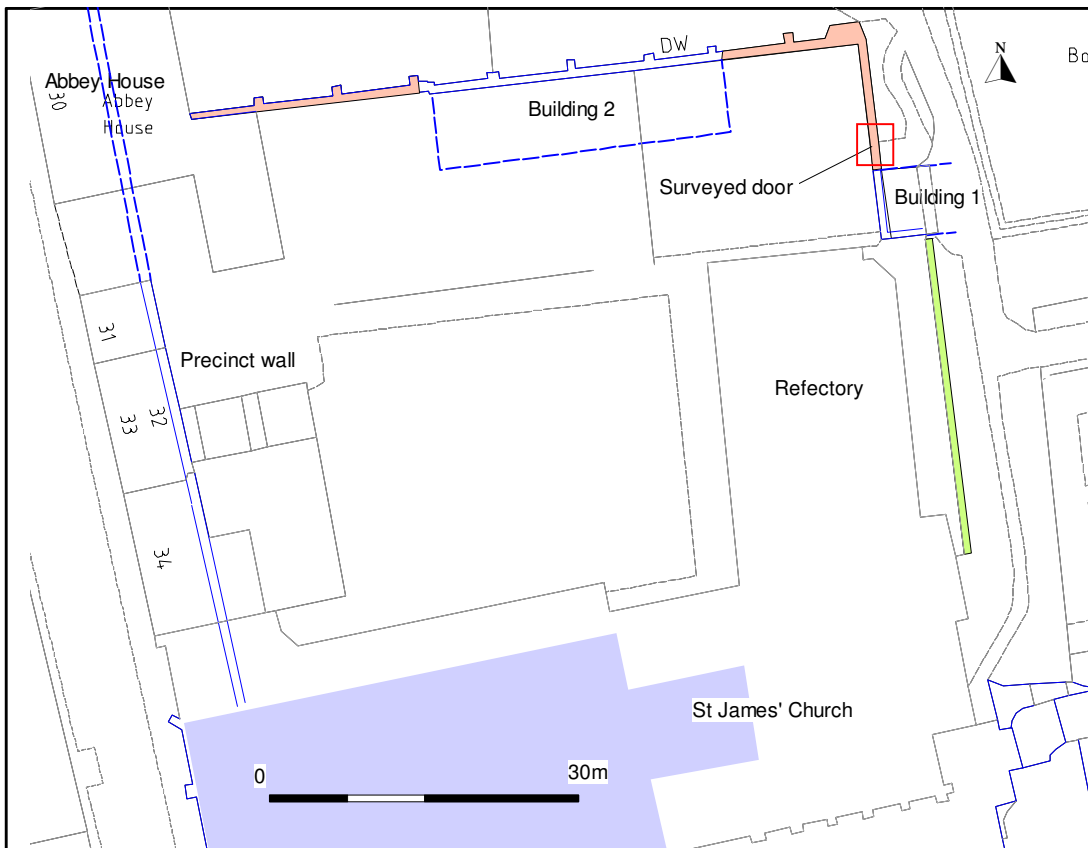 DW
N
Bo
Abbey House
30
Abbey
House
Building 2
Surveyed door
Building 1
31
Precinct wall
32
33
Refectory
34
St James' Church
0
30m